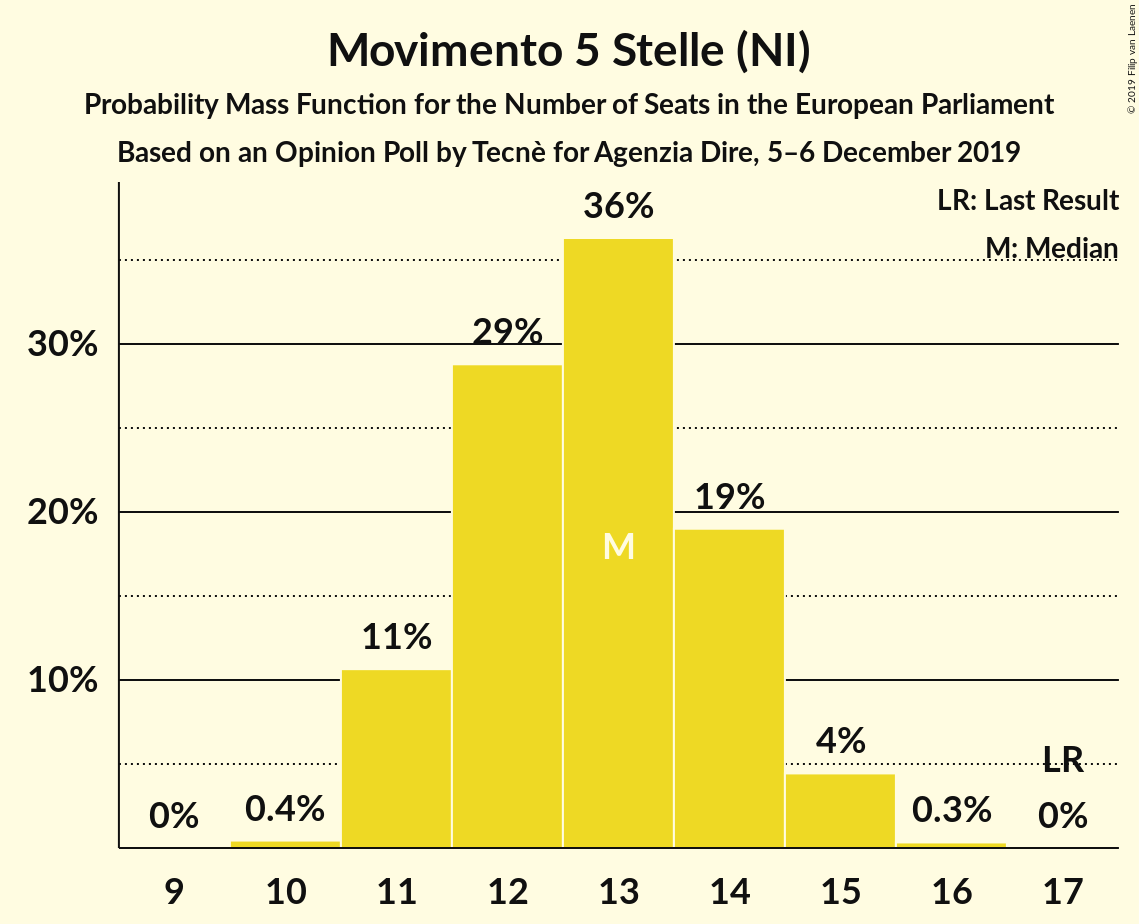 Movimento 5 Stelle (NI)
Probability Mass Function for the Number of Seats in the European Parliament
Based on an Opinion Poll by Tecnè for Agenzia Dire, 5–6 December 2019
© 2019 Filip van Laenen
LR: Last Result
M: Median
30%
20%
10%
0%
0.4%
11%
29%
36%
M
19%
4%
0.3%
LR
0%
9 10 11 12 13 14 15 16 17